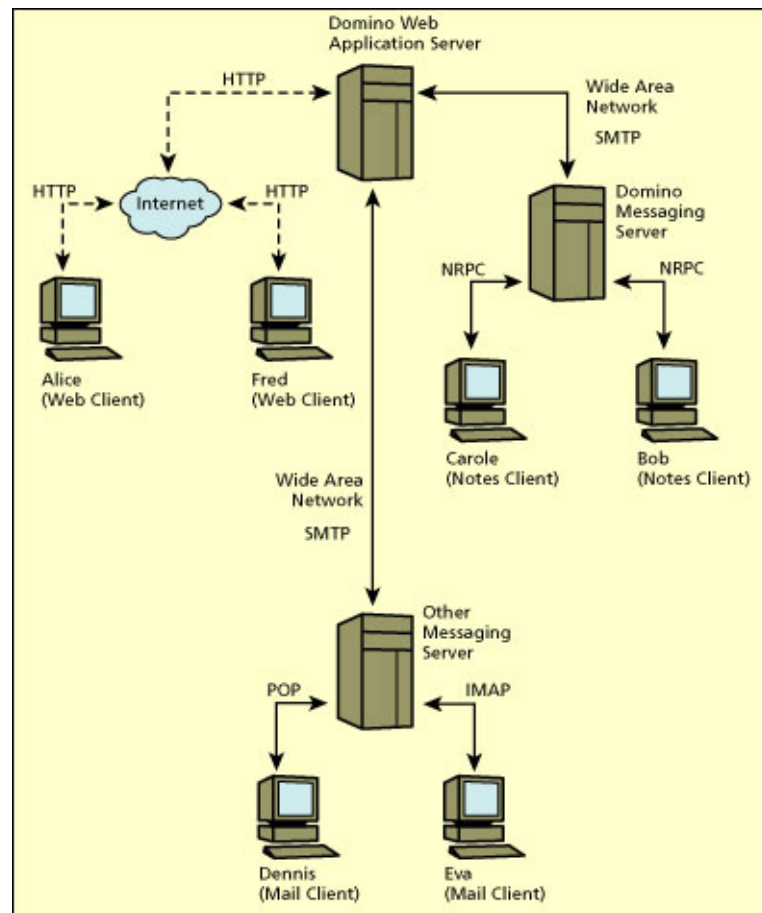 Domino Web
Application Server
HTTP
Wide Area
Network
SMTP
HTTP
Internet
HTTP
Domino
Messaging
Server
NRPC
NRPC
Alice
(Web Client)
Fred
(Web Client)
Carole
(Notes Client)
Bob
(Notes Client)
Wide Area
Network
SMTP
Other
Messaging
Server
POP
IMAP
Dennis
(Mail Client)
Eva
(Mail Client)